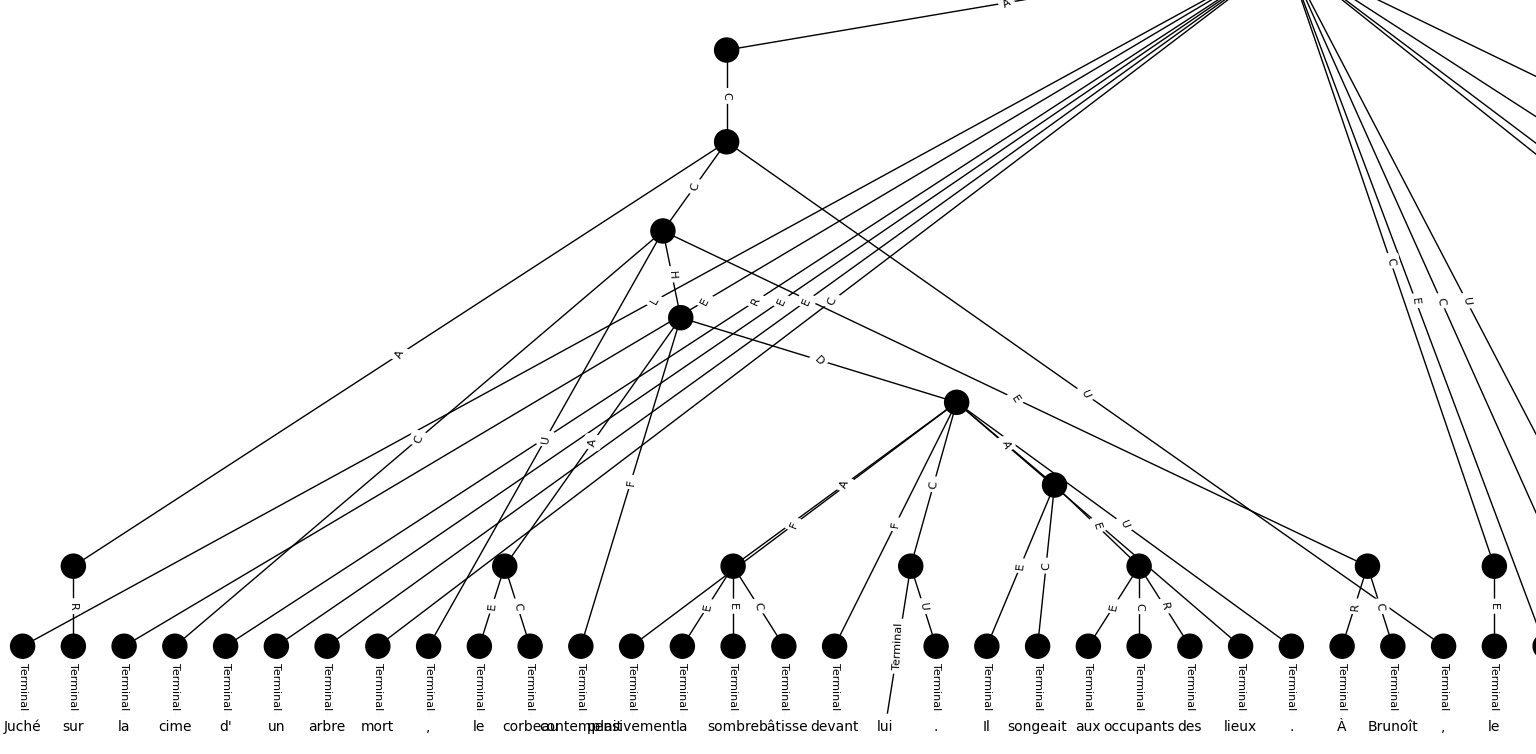 A
C
C
H
L E R E E C
C E C U
A
D
E U
C U A A
F A C
F F E U
E C
R E C E E C U E C R R C E
Terminal
Terminal Terminal Terminal Terminal Terminal Terminal Terminal Terminal Terminal Terminal Terminal Terminal Terminal Terminal Terminal Terminal Terminal Terminal Terminal Terminal Terminal Terminal Terminal Terminal Terminal Terminal Terminal Terminal Terminal
Juché sur la cime d' un arbre mort , le corbeau contemplait pensivement la sombre bâtisse devant lui . Il songeait aux occupants des lieux . À Brunoît , le